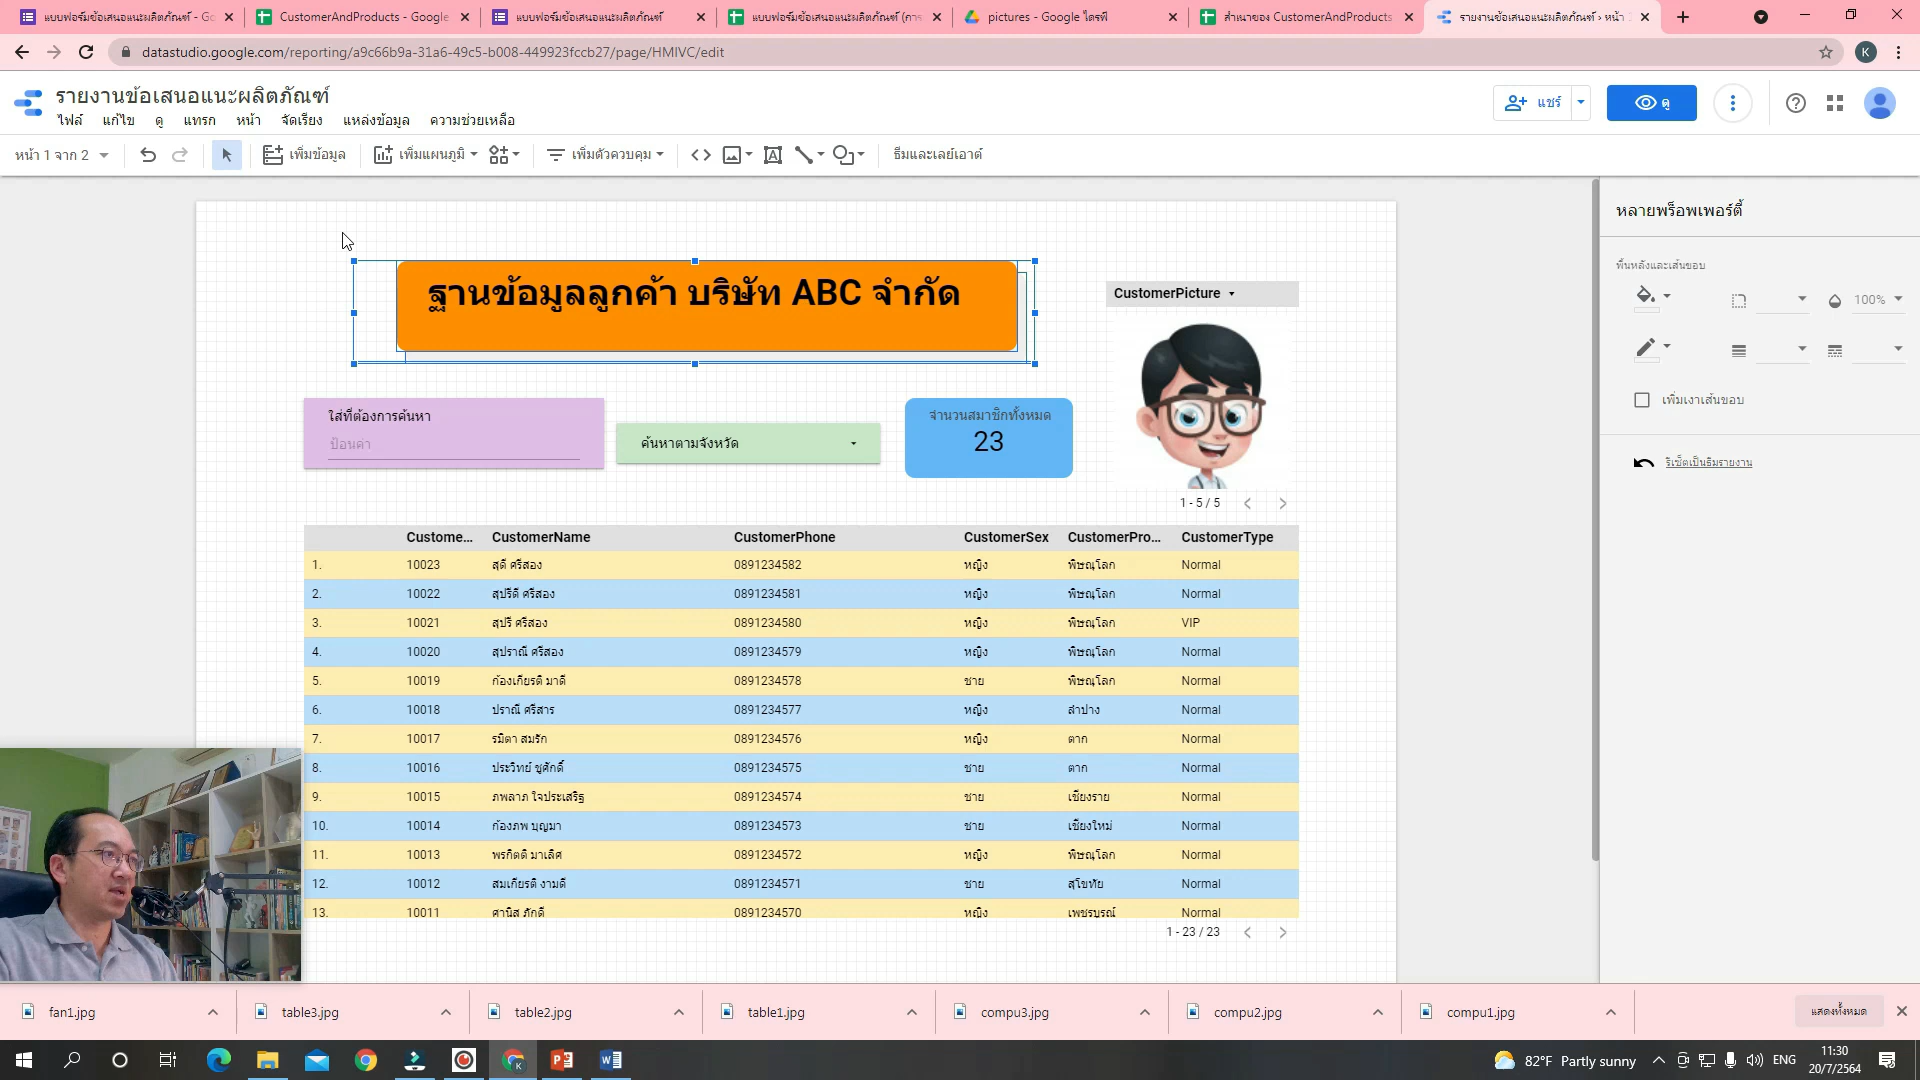 แบบฟอร์มข้อเสนอแนะผลิตภัณฑ์ - Go
CustomerAndProducts - Google
แบบฟอร์มข้อเสนอแนะผลิตภัณฑ์
แบบฟอร์มข้อเสนอแนะผลิตภัณฑ์ (การ
pictures - Google ไดรฟ์
สำเนาของ CustomerAndProducts
รายงานข้อเสนอแนะผลิตภัณฑ์ › หน้า 1
datastudio.google.com/reporting/a9c66b9a-31a6-49c5-b008-449923fccb27/page/HMIVC/edit
K
รายงานข้อเสนอแนะผลิตภัณฑ์
ไฟล์ แก้ไข ดู แทรก หน้า จัดเรียง แหล่งข้อมูล ความช่วยเหลือ
แชร์
ดู
หน้า 1 จาก 2
เพิ่มข้อมูล
เพิ่มแผนภูมิ
เพิ่มตัวควบคุม
ธีมและเลย์เอาต์
หลายพร็อพเพอร์ตี้
พื้นหลังและเส้นขอบ
100%
เพิ่มเงาเส้นขอบ
รีเซ็ตเป็นธีมรายงาน
ฐานข้อมูลลูกค้า บริษัท ABC จำกัด
CustomerPicture
ใส่ที่ต้องการค้นหา
ป้อนค่า
ค้นหาตามจังหวัด
จำนวนสมาชิกทั้งหมด
23
1 - 5 / 5
Custome... CustomerName CustomerPhone CustomerSex CustomerPro... CustomerType
1. 10023 สุดี ศรีสอง 0891234582 หญิง พิษณุโลก Normal
2. 10022 สุปรีดี ศรีสอง 0891234581 หญิง พิษณุโลก Normal
3. 10021 สุปรี ศรีสอง 0891234580 หญิง พิษณุโลก VIP
4. 10020 สุปราณี ศรีสอง 0891234579 หญิง พิษณุโลก Normal
5. 10019 ก้องเกียรติ มาดี 0891234578 ชาย พิษณุโลก Normal
6. 10018 ปราณี ศรีสาร 0891234577 หญิง ลำปาง Normal
7. 10017 รมิตา สมรัก 0891234576 หญิง ตาก Normal
8. 10016 ประวิทย์ ชูศักดิ์ 0891234575 ชาย ตาก Normal
9. 10015 ภพลาภ ใจประเสริฐ 0891234574 ชาย เชียงราย Normal
10. 10014 ก้องภพ บุญมา 0891234573 ชาย เชียงใหม่ Normal
11. 10013 พรกิตติ มาเลิศ 0891234572 หญิง พิษณุโลก Normal
12. 10012 สมเกียรติ งามดี 0891234571 ชาย สุโขทัย Normal
13. 10011 ศานิส ภักดี 0891234570 หญิง เพชรบูรณ์ Normal
1 - 23 / 23
fan1.jpg
table3.jpg
table2.jpg
table1.jpg
compu3.jpg
compu2.jpg
compu1.jpg
แสดงทั้งหมด
82°F Partly sunny
ENG
11:30
20/7/2564